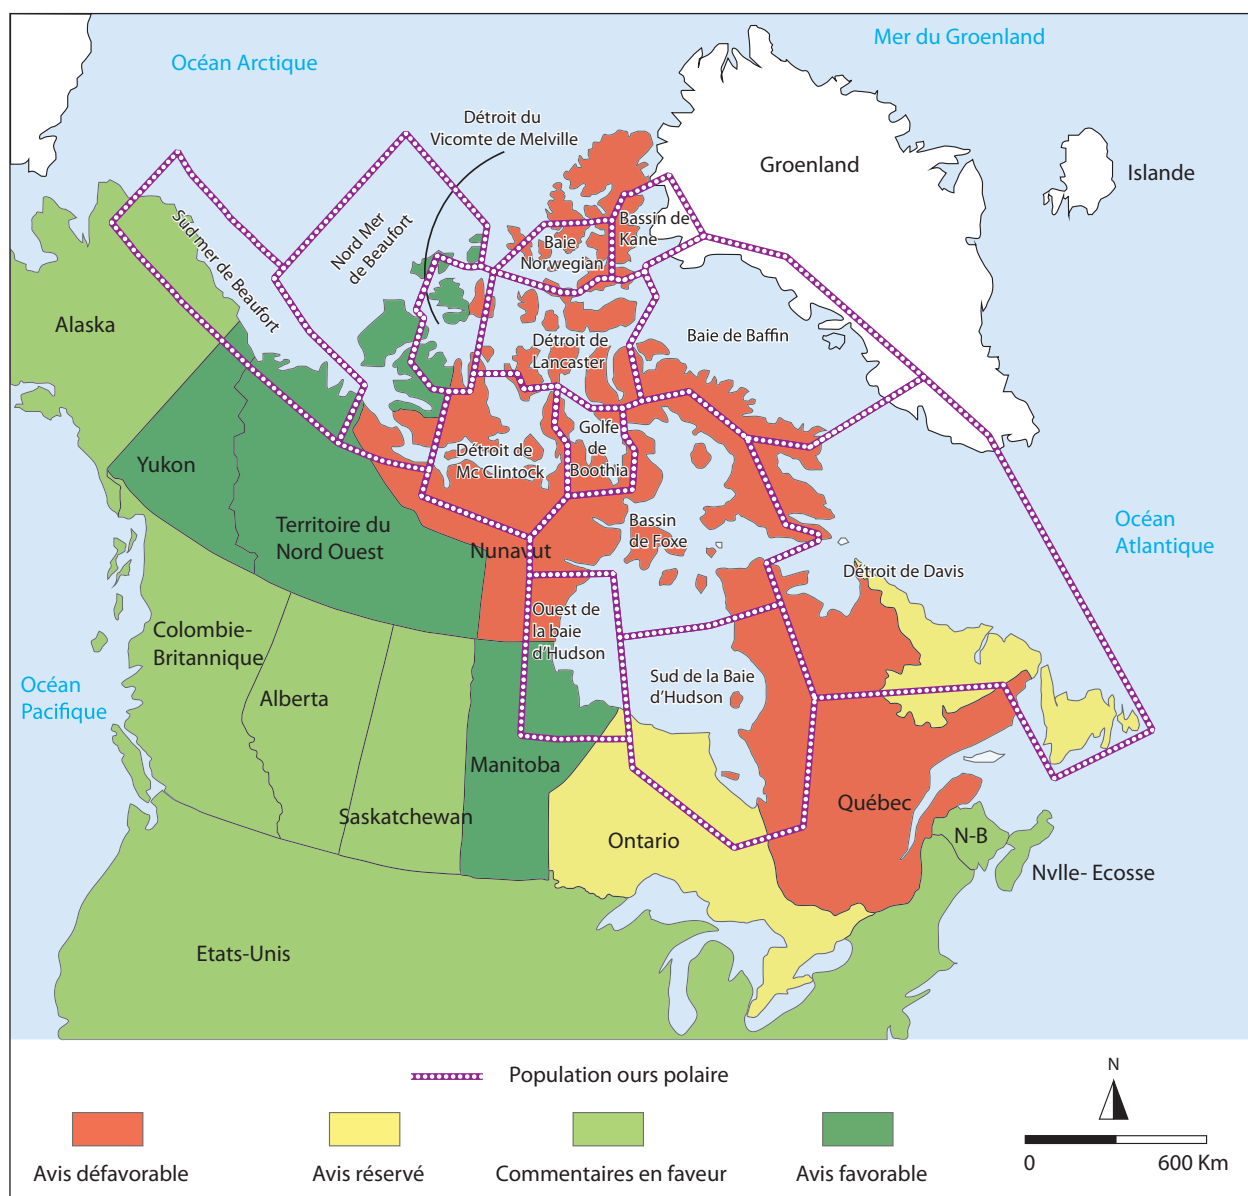 Mer du Groenland
Océan Arctique
Détroit du
Vicomte de Melville
Groenland
Islande
Bassin de
Kane
Baie
Norwegian
Nord Mer
de Beaufort
Sud mer de Beaufort
Alaska
Baie de Baffin
Détroit de
Lancaster
Golfe
de
Boothia
Détroit de
Mc Clintock
Yukon
Territoire du
Nord Ouest
Nunavut
Bassin
de Foxe
Océan
Atlantique
Détroit de Davis
Ouest de
la baie
d'Hudson
Colombie-
Britannique
Alberta
Sud de la Baie
d'Hudson
Océan
Pacifique
Manitoba
Saskatchewan
Québec
Ontario
N-B
Nvlle- Ecosse
Etats-Unis
Population ours polaire
N
Avis défavorable
Avis réservé
Commentaires en faveur
Avis favorable
0
600 Km